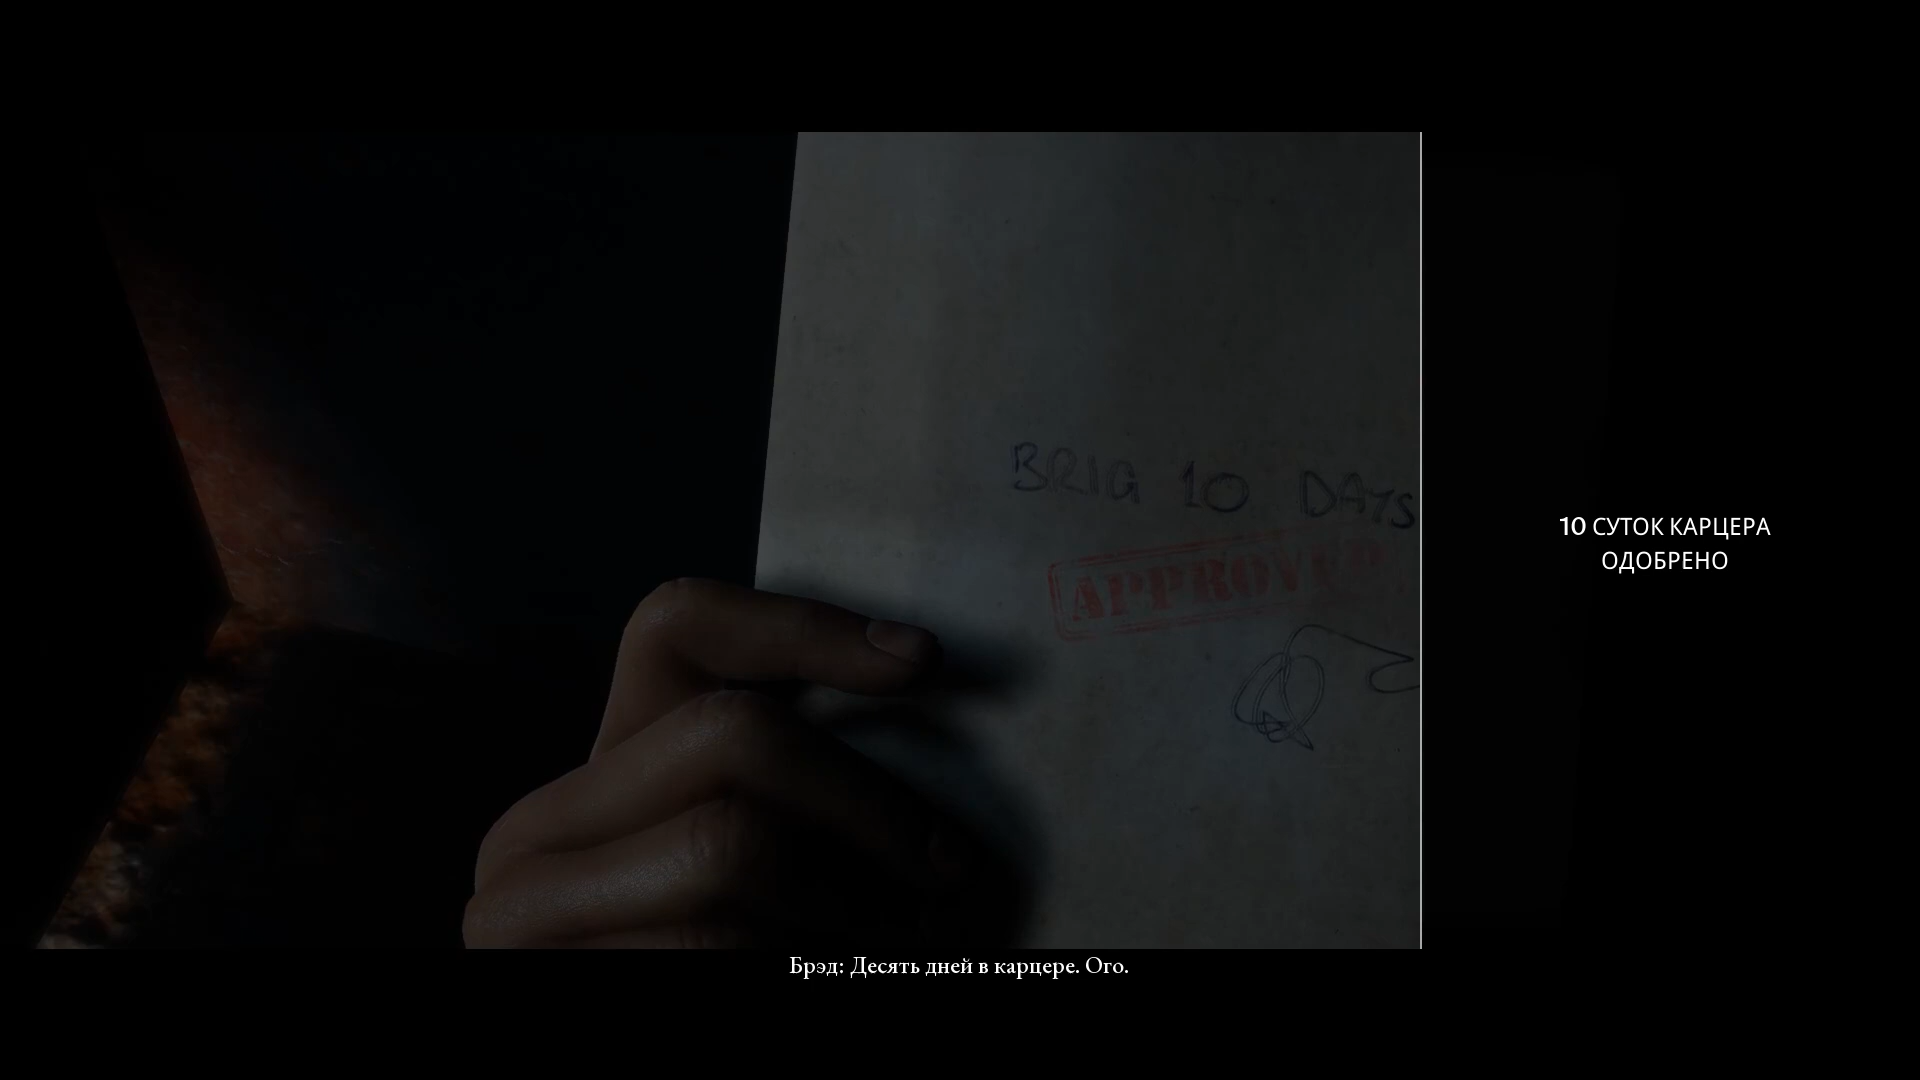 BRIG 10 DAYS
APPROVED
10 СУТОК КАРЦЕРА
ОДОБРЕНО
Брэд: Десять дней в карцере. Ого.